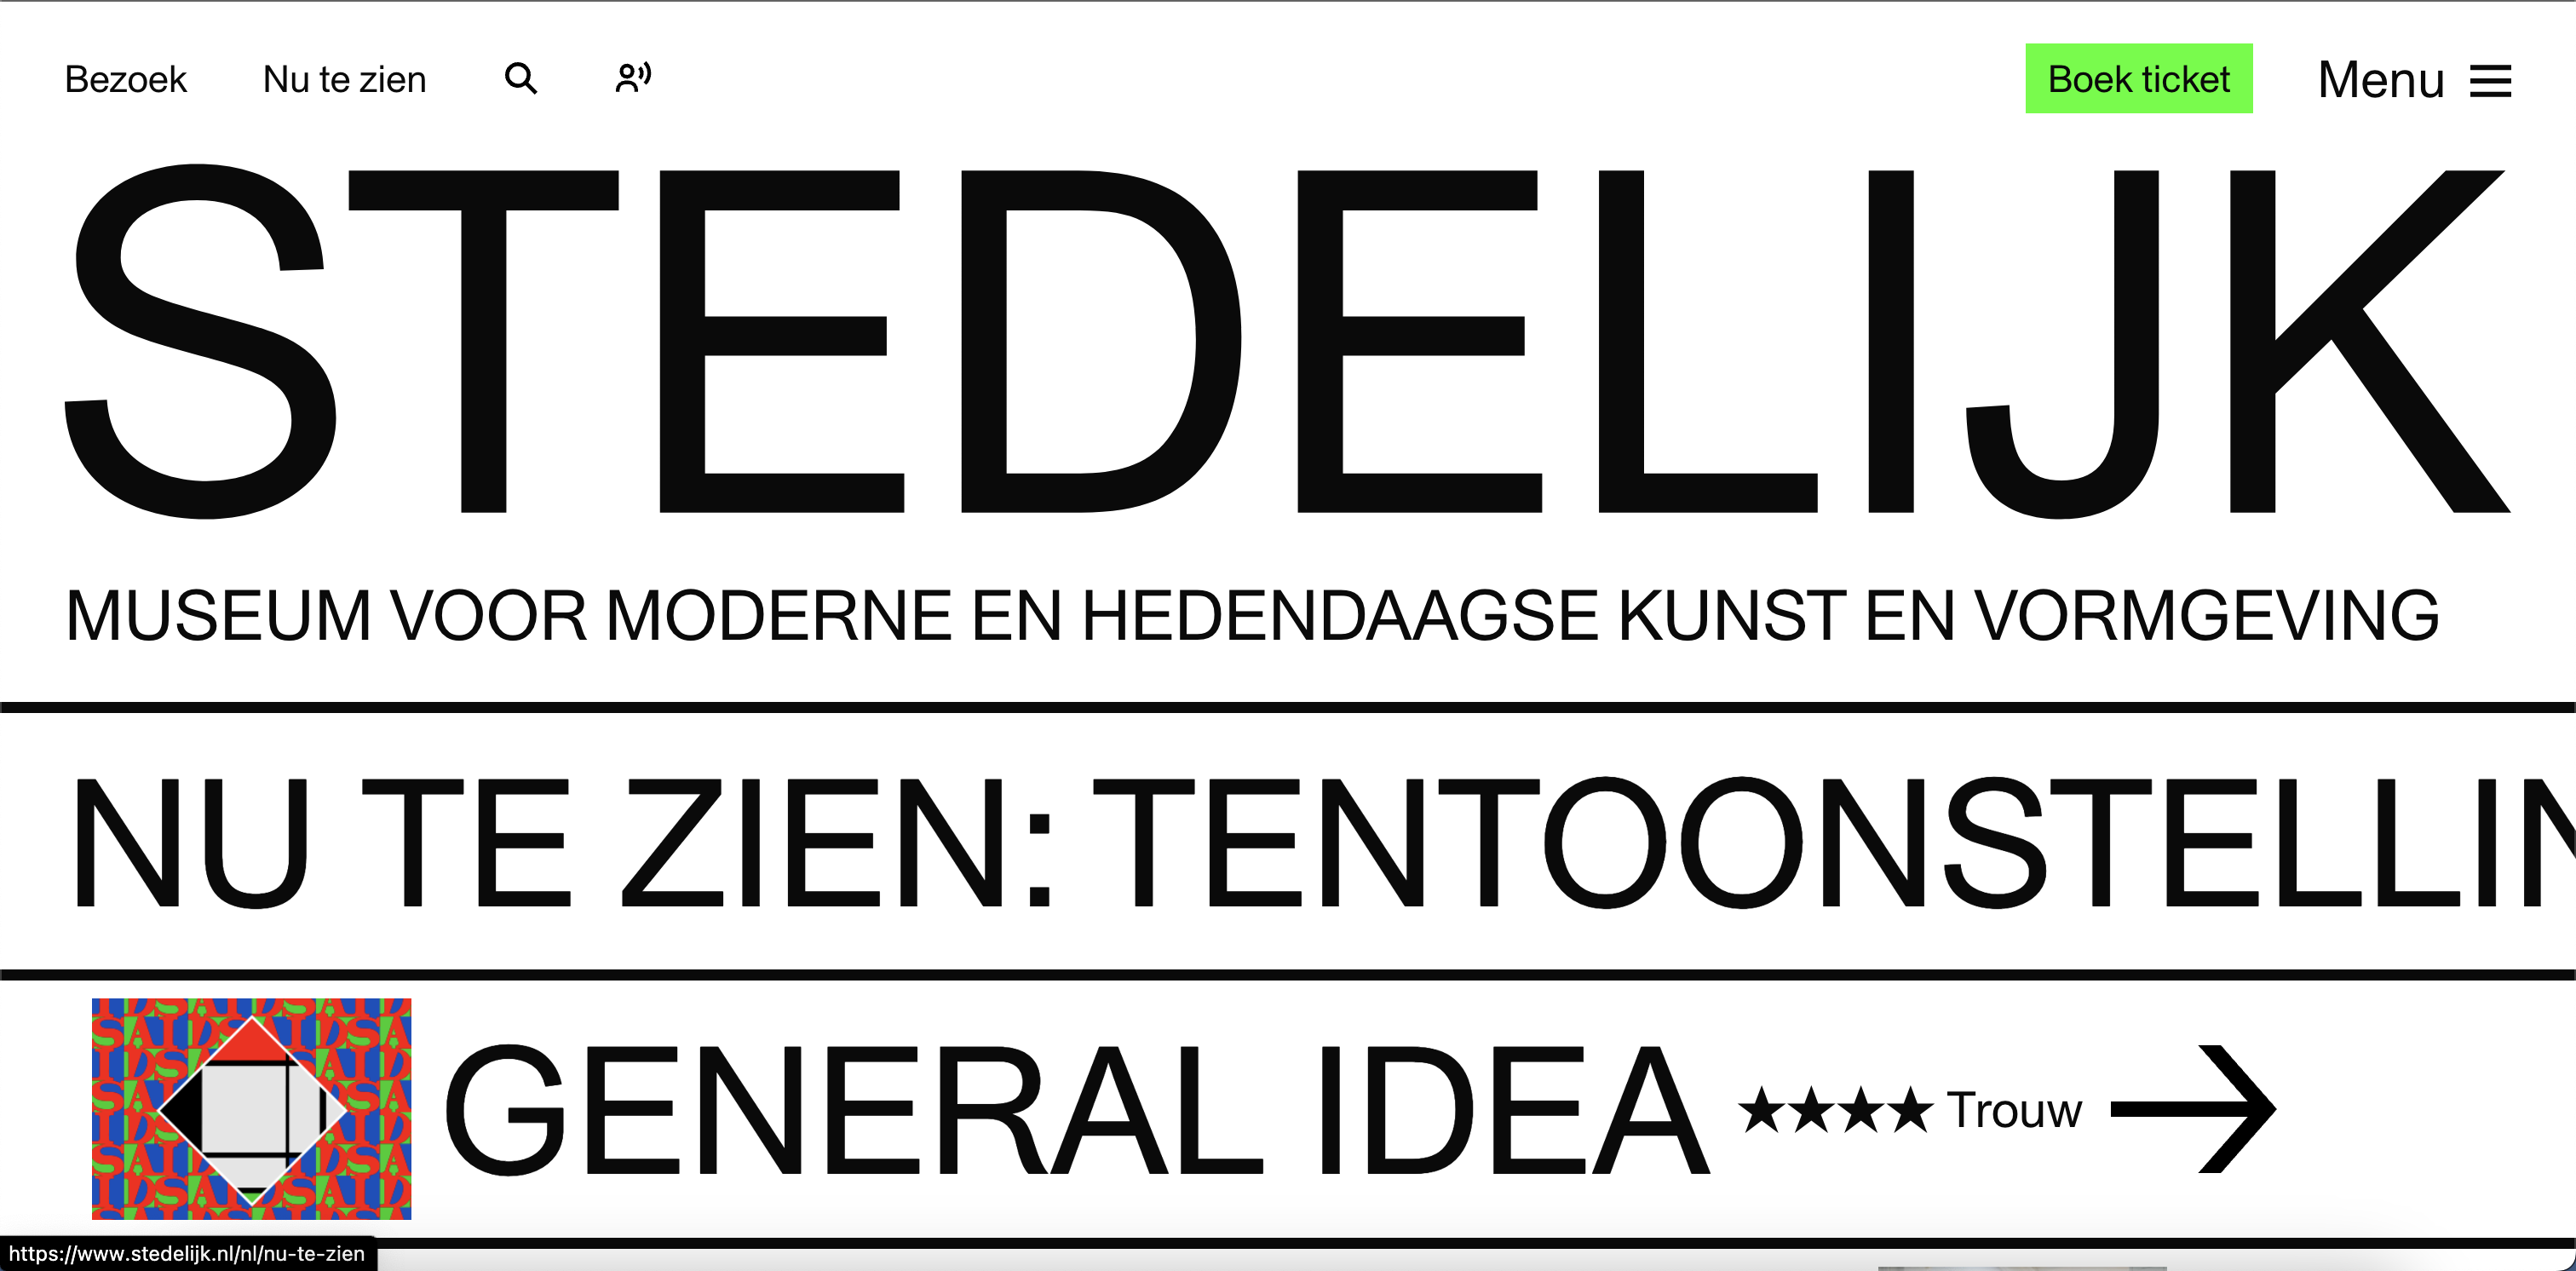 Bezoek Nu te zien Boek ticket Menu
STEDELIJK
MUSEUM VOOR MODERNE EN HEDENDAAGSE KUNST EN VORMGEVING
NU TE ZIEN: TENTOONSTELLIN
GENERAL IDEA ★★★★ Trouw
https://www.stedelijk.nl/nl/nu-te-zien